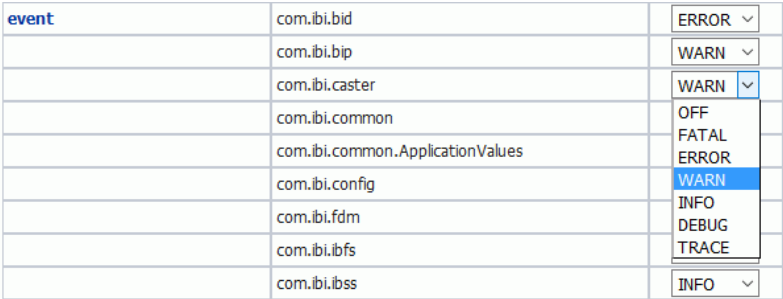 event com.ibi.bid ERROR
com.ibi.bip WARN
com.ibi.caster WARN
com.ibi.common OFF
FATAL
com.ibi.common.ApplicationValues ERROR
com.ibi.config WARN
INFO
com.ibi.fdm DEBUG
com.ibi.ibfs TRACE
com.ibi.ibss INFO